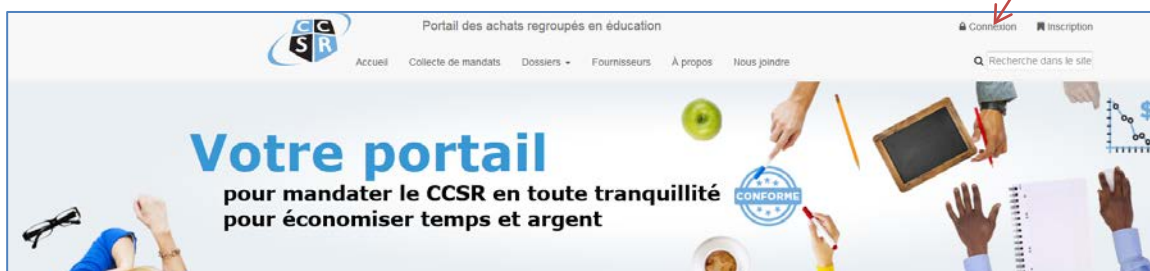 CC
SR
Portail des achats regroupés en éducation
Connexion Inscription
Accueil Collecte de mandats Dossiers Fournisseurs À propos Nous joindre
Recherche dans le site
Votre portail
pour mandater le CCSR en toute tranquillité
pour économiser temps et argent
CONFORME
$